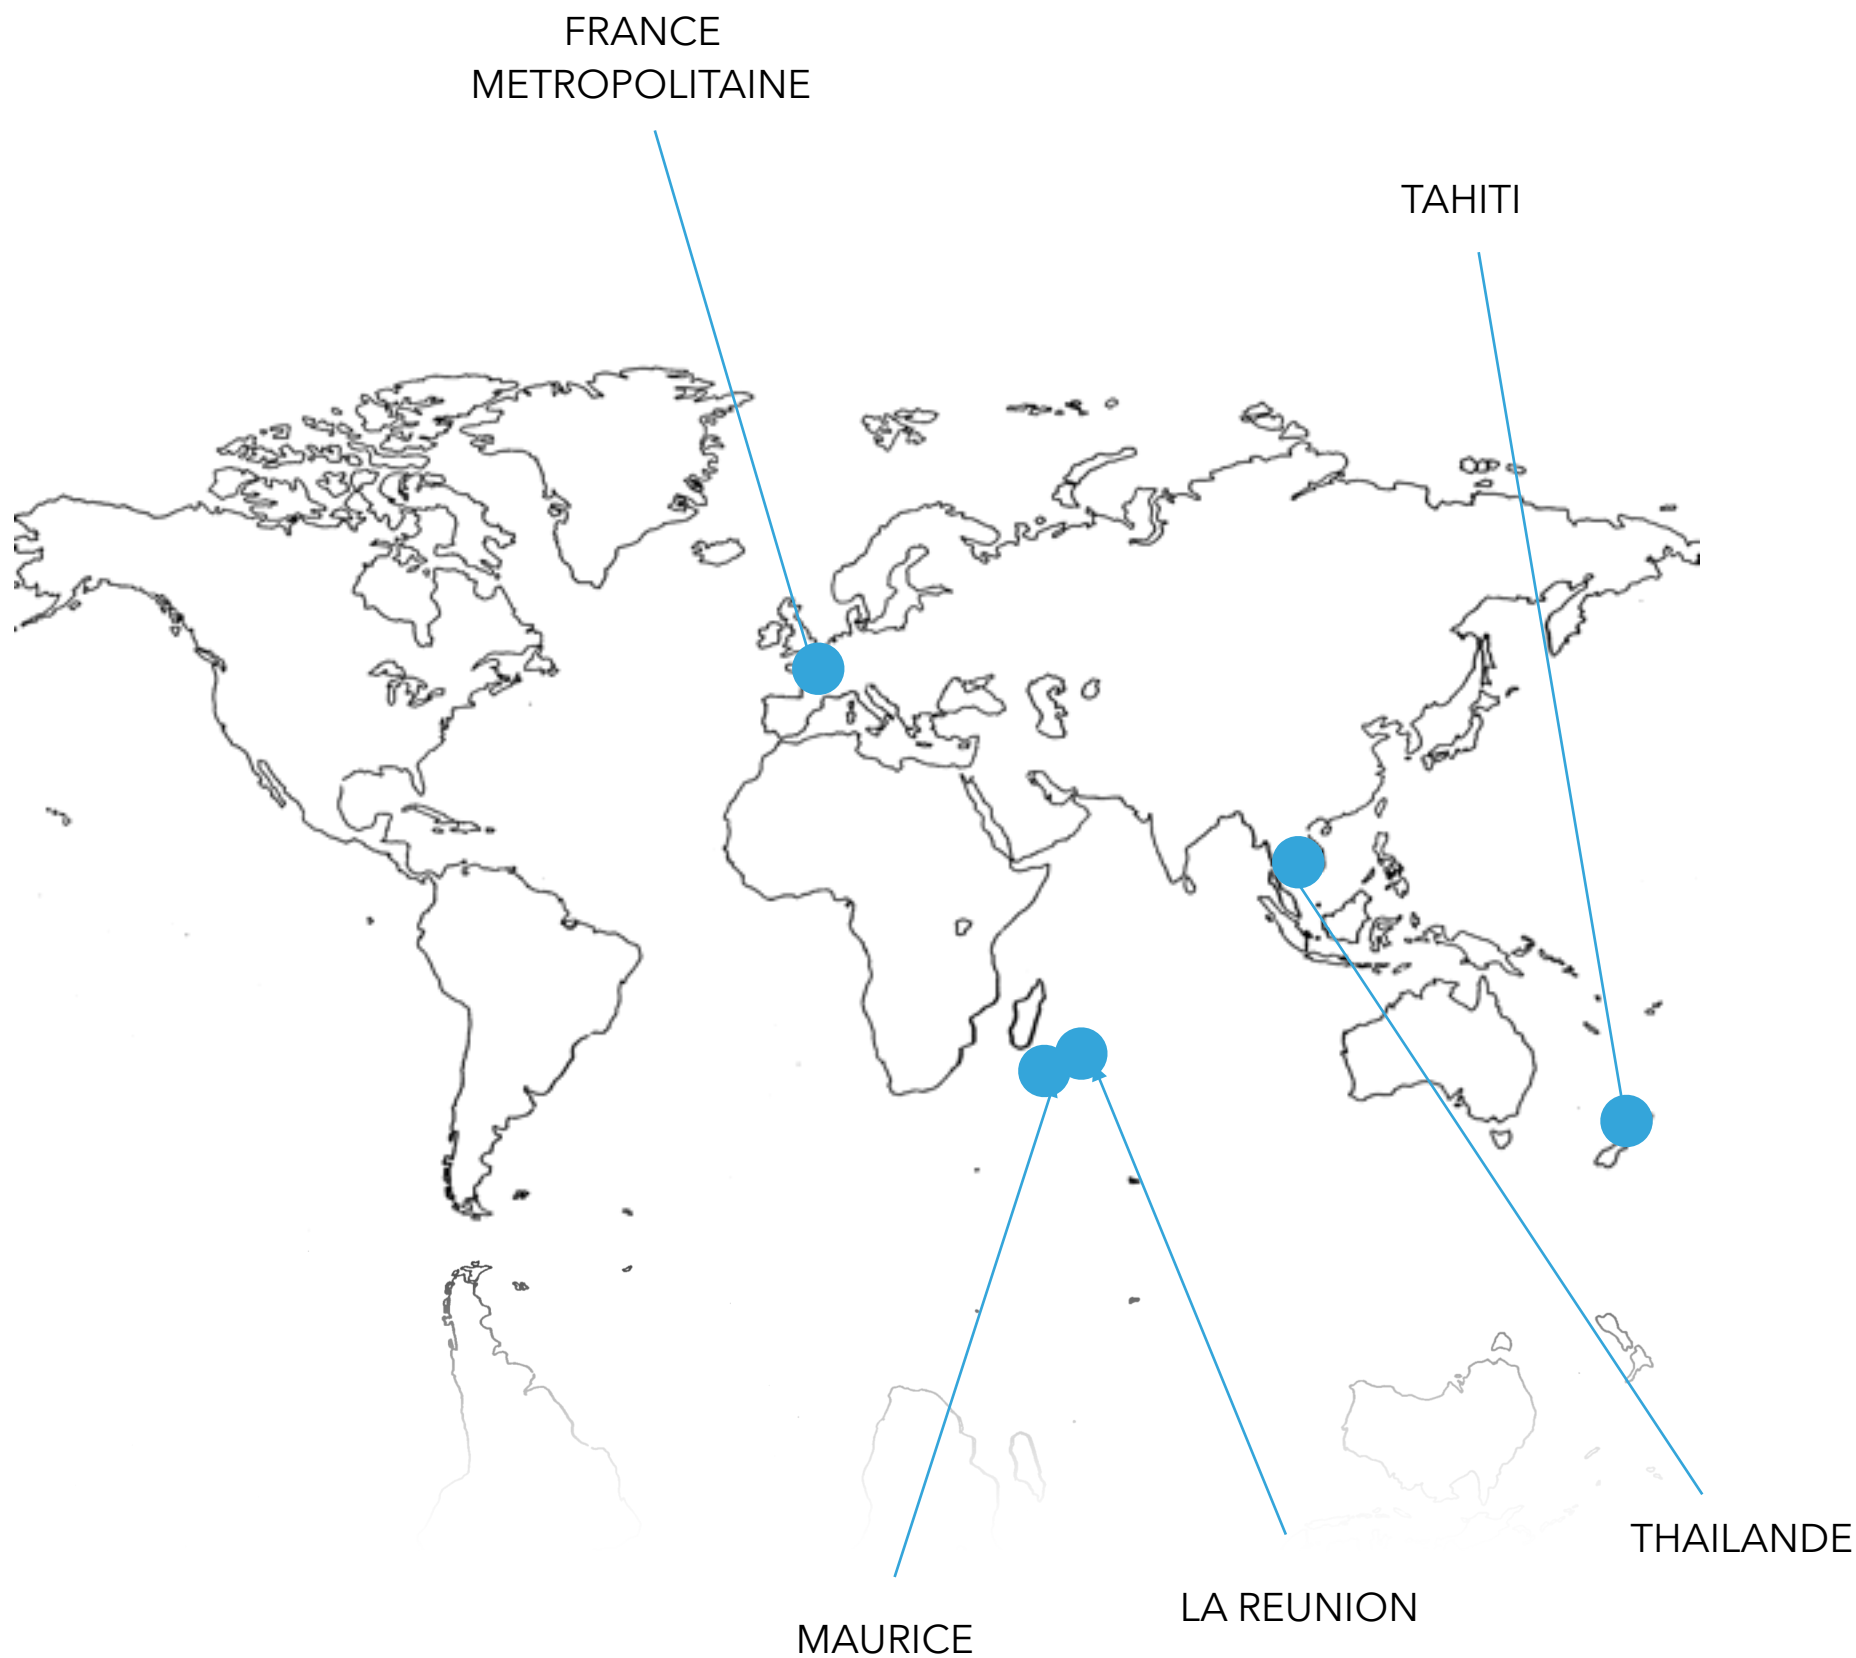 FRANCE
METROPOLITAINE
TAHITI
THAILANDE
LA REUNION
MAURICE